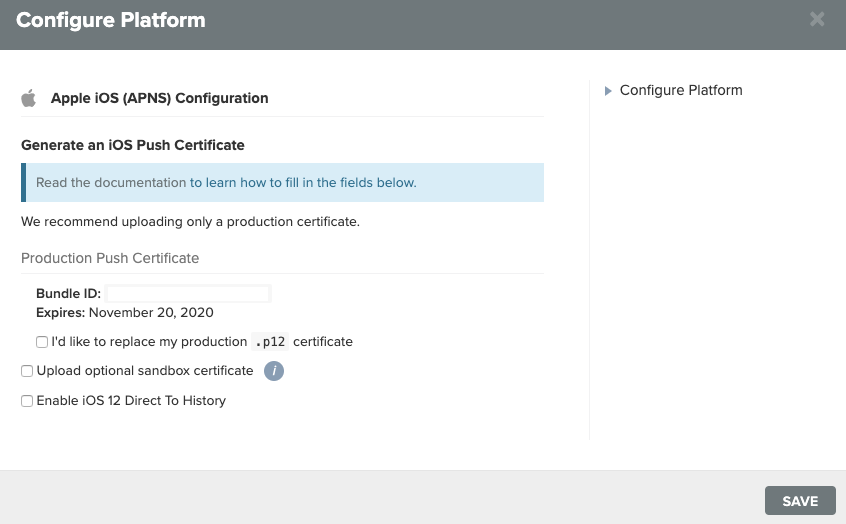 Configure Platform
Apple iOS (APNS) Configuration
Configure Platform
Generate an iOS Push Certificate
Read the documentation to learn how to fill in the fields below.
We recommend uploading only a production certificate.
Production Push Certificate
Bundle ID:
Expires: November 20, 2020
I'd like to replace my production .p12 certificate
Upload optional sandbox certificate i
Enable iOS 12 Direct To History
SAVE